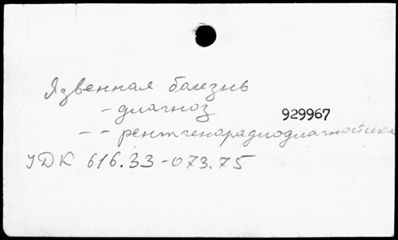 Язвенная болезнь
- диагноз
929967
- - рентгенорадиодиагностика
УДК 616.33-073.75